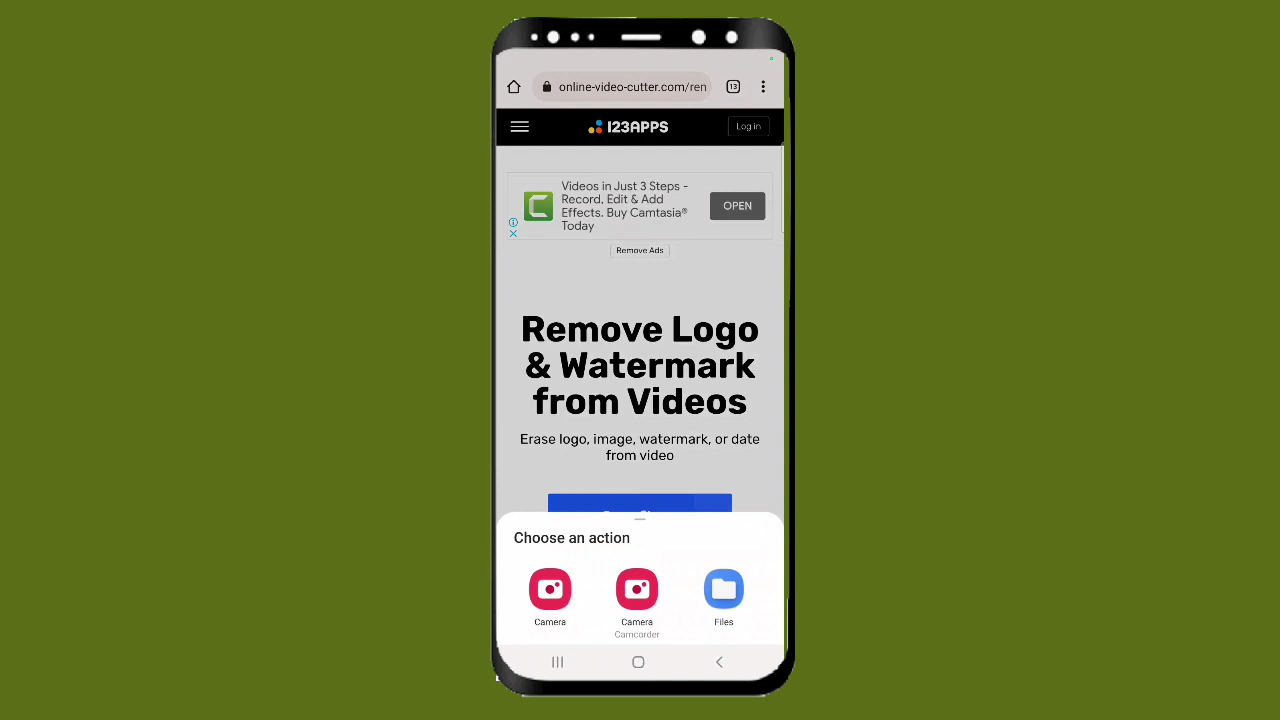 online-video-cutter.com/ren
13
123APPS
Log in
Videos in Just 3 Steps -
Record, Edit & Add
Effects. Buy Camtasia®
Today
OPEN
Remove Ads
Remove Logo
& Watermark
from Videos
Erase logo, image, watermark, or date
from video
Choose an action
Camera
Camera
Files
Camcorder